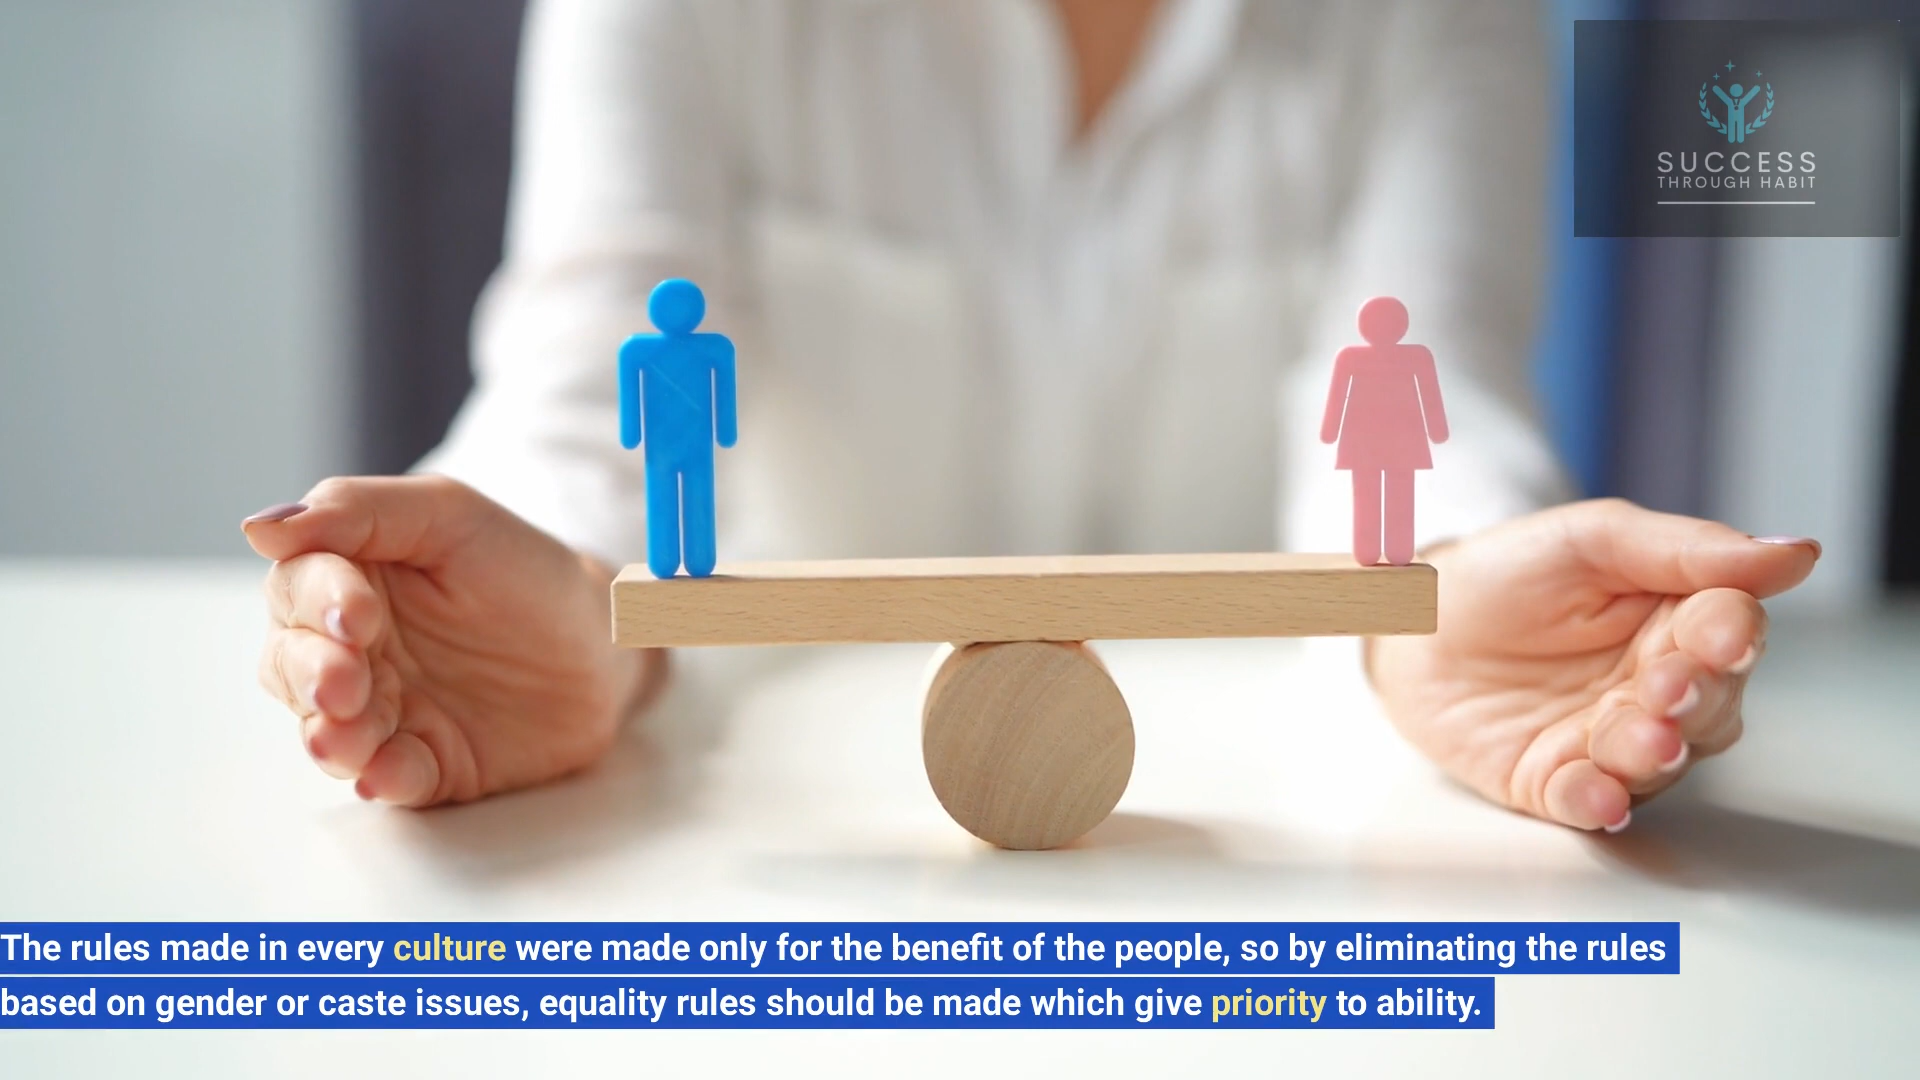 SUCCESS
THROUGH HABIT
The rules made in every culture were made only for the benefit of the people, so by eliminating the rules
based on gender or caste issues, equality rules should be made which give priority to ability.